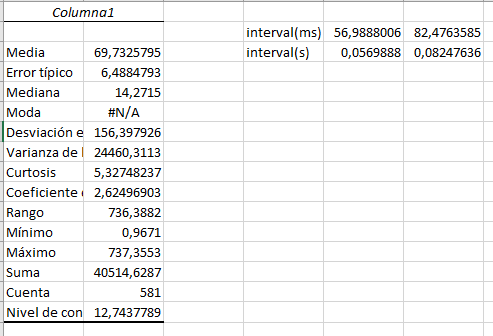 Columna1
interval(ms) 56,9888006 82,4763585
Media 69,7325795 interval(s) 0,0569888 0,08247636
Error típico 6,4884793
Mediana 14,2715
Moda #N/A
Desviación e 156,397926
Varianza de l 24460,3113
Curtosis 5,32748237
Coeficiente 2,62496903
Rango 736,3882
Mínimo 0,9671
Máximo 737,3553
Suma 40514,6287
Cuenta 581
Nivel de con 12,7437789